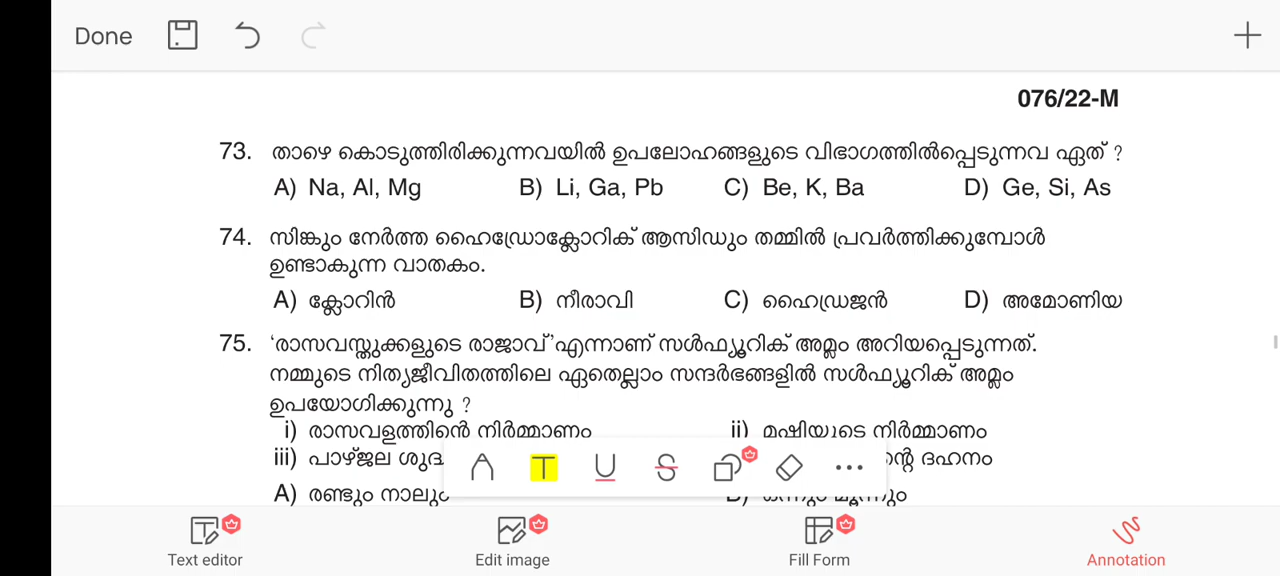 Done
076/22-M
73. താഴെ കൊടുത്തിരിക്കുന്നവയിൽ ഉപലോഹങ്ങളുടെ വിഭാഗത്തിൽപ്പെടുന്നവ ഏത് ?
A) Na, Al, Mg B) Li, Ga, Pb C) Be, K, Ba D) Ge, Si, As
74. സിങ്കും നേർത്ത ഹൈഡ്രോക്ലോറിക് ആസിഡും തമ്മിൽ പ്രവർത്തിക്കുമ്പോൾ
ഉണ്ടാകുന്ന വാതകം.
A) ക്ലോറിൻ B) നീരാവി C) ഹൈഡ്രജൻ D) അമോണിയ
75. ‘രാസവസ്തുക്കളുടെ രാജാവ്’എന്നാണ് സൾഫ്യൂറിക് അമ്ലം അറിയപ്പെടുന്നത്.
നമ്മുടെ നിത്യജീവിതത്തിലെ ഏതെല്ലാം സന്ദർഭങ്ങളിൽ സൾഫ്യൂറിക് അമ്ലം
ഉപയോഗിക്കുന്നു ?
i) രാസവളത്തിന്റെ നിർമ്മാണം ii) മഷിയുടെ നിർമ്മാണം
iii) പാഴ്ജല ദഹനം
A) രണ്ടും നാലും
Text editor Edit image Fill Form Annotation